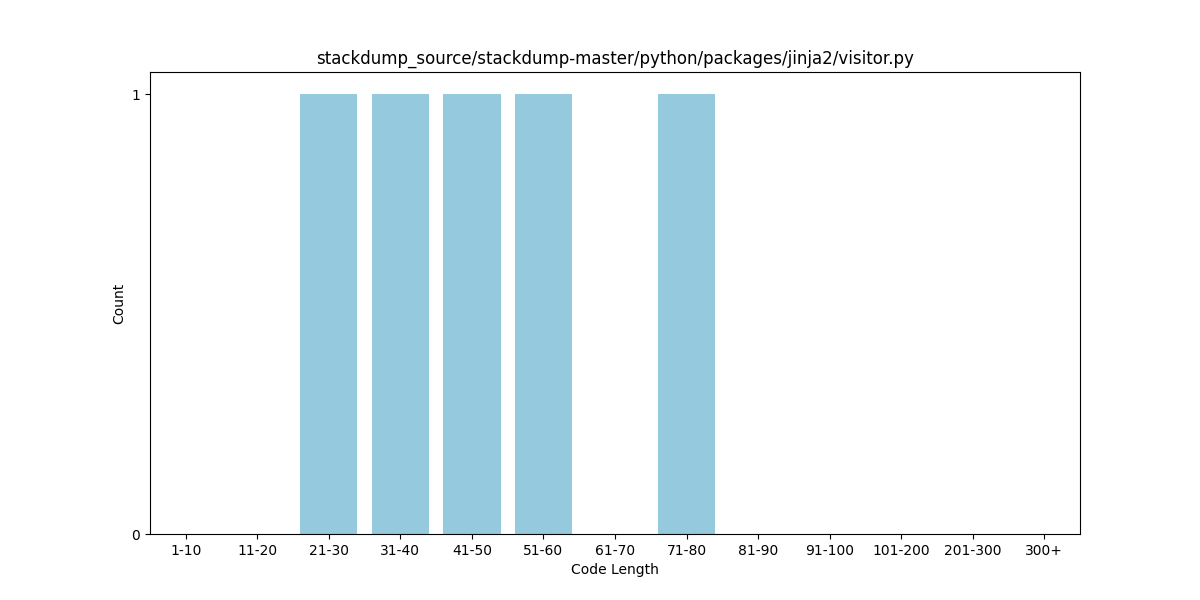 stackdump_source/stackdump-master/python/packages/jinja2/visitor.py
1
Count
0
1-10 11-20 21-30 31-40 41-50 51-60 61-70 71-80 81-90 91-100 101-200 201-300 300+
Code Length